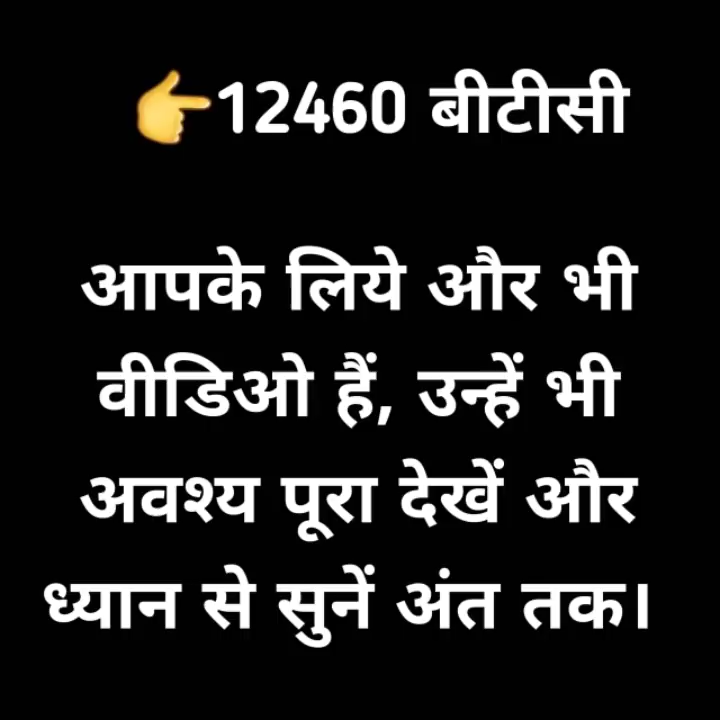 👉12460 बीटीसी
आपके लिये और भी
वीडिओ हैं, उन्हें भी
अवश्य पूरा देखें और
ध्यान से सुनें अंत तक।